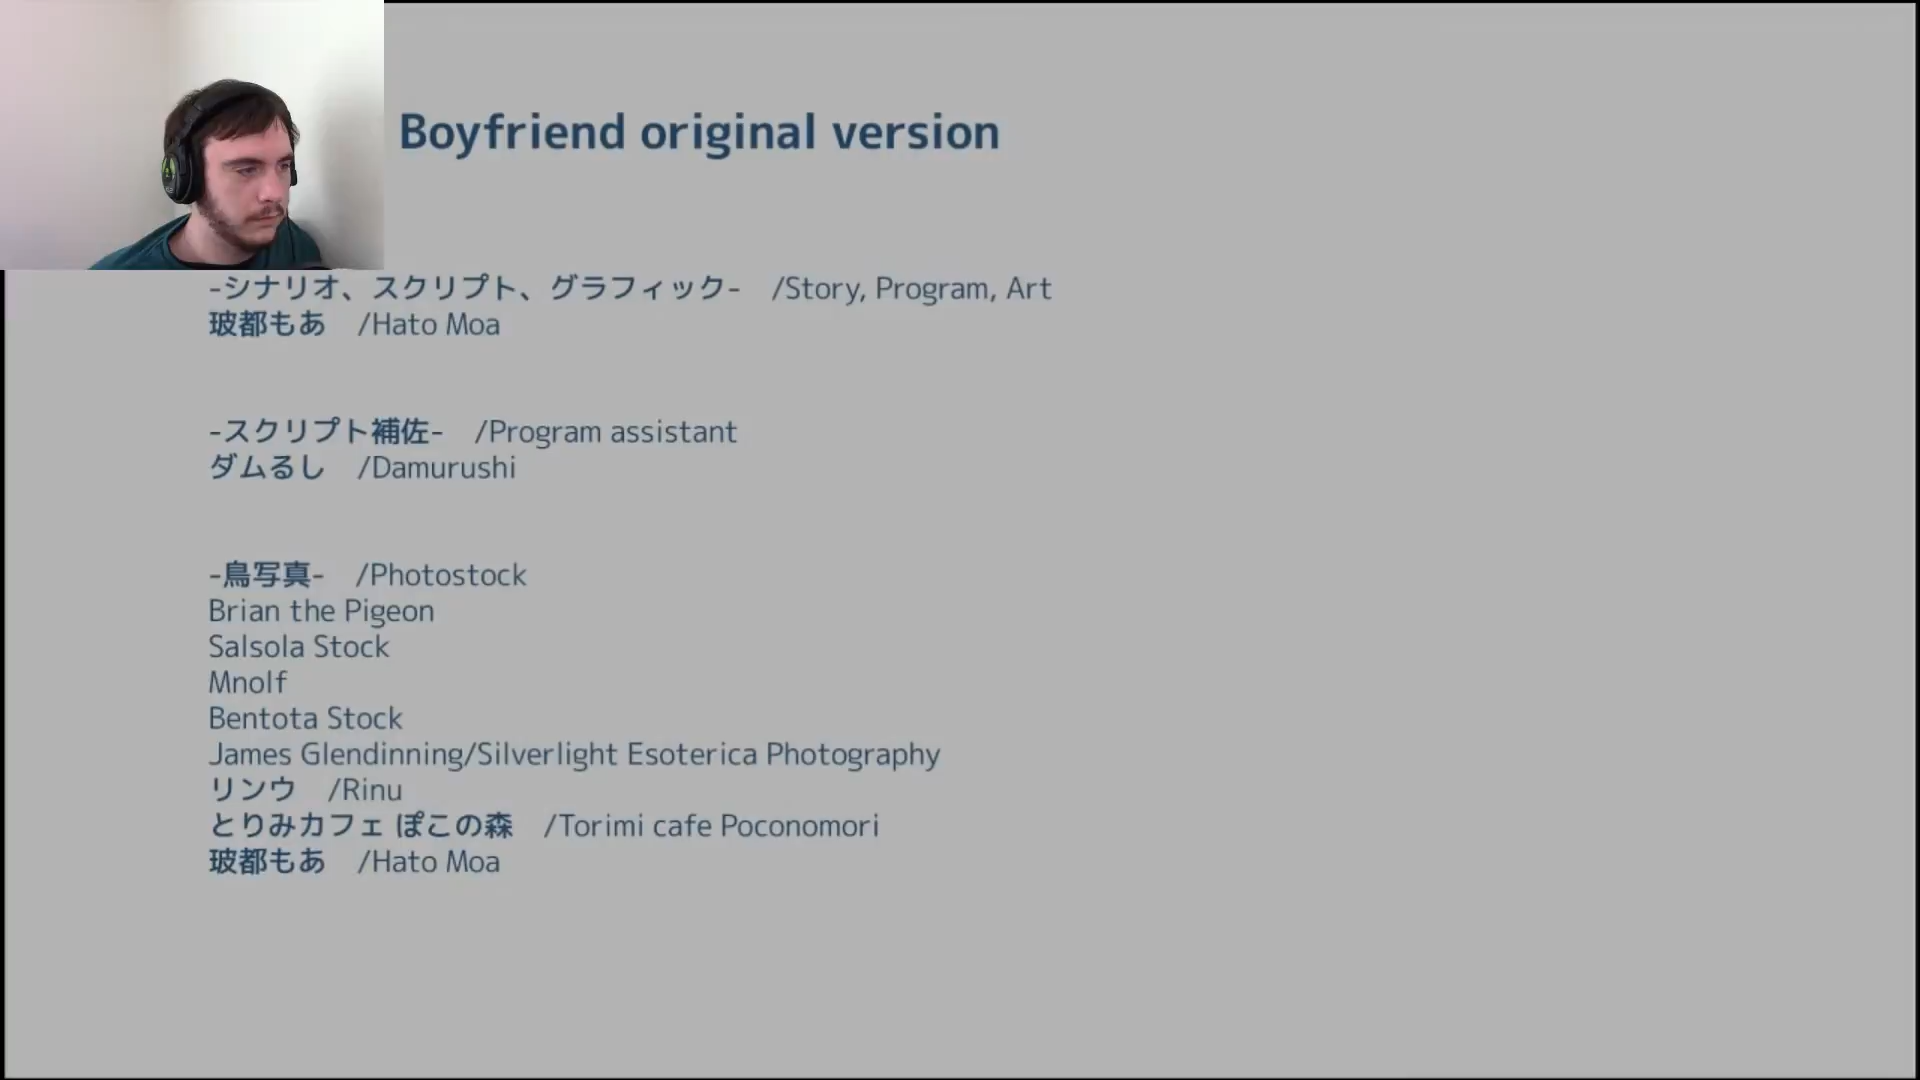 Boyfriend original version
-シナリオ、スクリプト、グラフィック-　/Story, Program, Art
玻都もあ　/Hato Moa
-スクリプト補佐-　/Program assistant
ダムるし　/Damurushi
-鳥写真-　/Photostock
Brian the Pigeon
Salsola Stock
Mnolf
Bentota Stock
James Glendinning/Silverlight Esoterica Photography
リンウ　/Rinu
とりみカフェ ぽこの森　/Torimi cafe Poconomori
玻都もあ　/Hato Moa